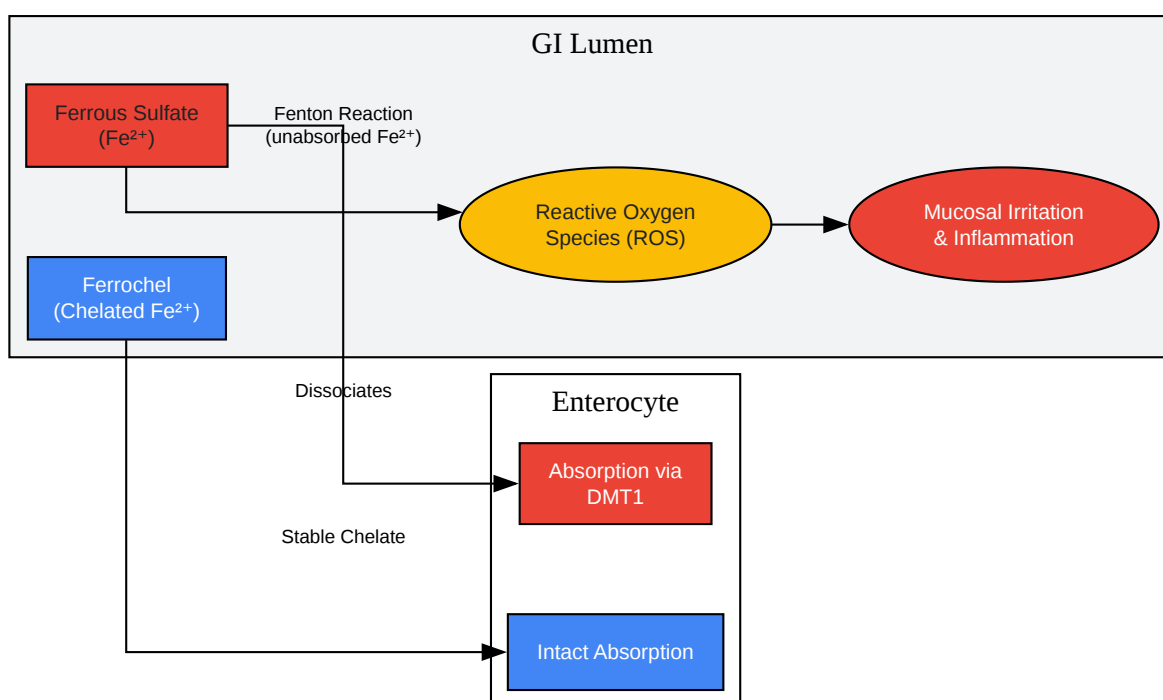 GI Lumen
Ferrous Sulfate
(Fe²⁺)
Fenton Reaction
(unabsorbed Fe²⁺)
Reactive Oxygen
Species (ROS)
Mucosal Irritation
& Inflammation
Ferrochel
(Chelated Fe²⁺)
Dissociates
Enterocyte
Absorption via
DMT1
Stable Chelate
Intact Absorption